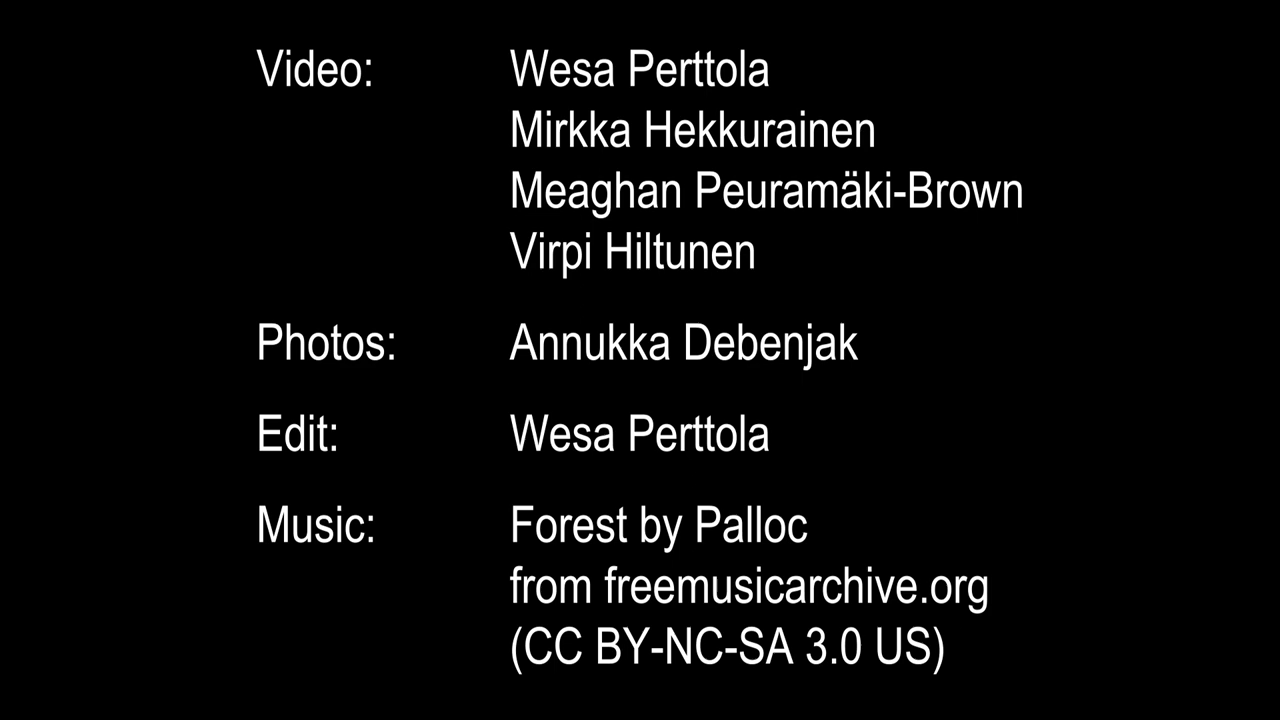 Video: Wesa Perttola
Mirkka Hekkurainen
Meaghan Peuramäki-Brown
Virpi Hiltunen
Photos: Annukka Debenjak
Edit: Wesa Perttola
Music: Forest by Palloc
from freemusicarchive.org
(CC BY-NC-SA 3.0 US)